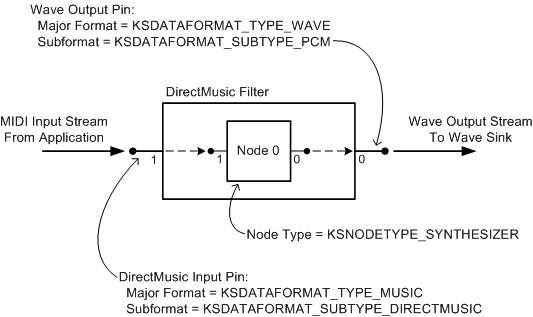 Wave Output Pin:
Major Format = KSDATAFORMAT_TYPE_WAVE
Subformat = KSDATAFORMAT_SUBTYPE_PCM
DirectMusic Filter
MIDI Input Stream
From Application
1
1
Node 0
0
0
Wave Output Stream
To Wave Sink
Node Type = KSNODETYPE_SYNTHESIZER
DirectMusic Input Pin:
Major Format = KSDATAFORMAT_TYPE_MUSIC
Subformat = KSDATAFORMAT_SUBTYPE_DIRECTMUSIC